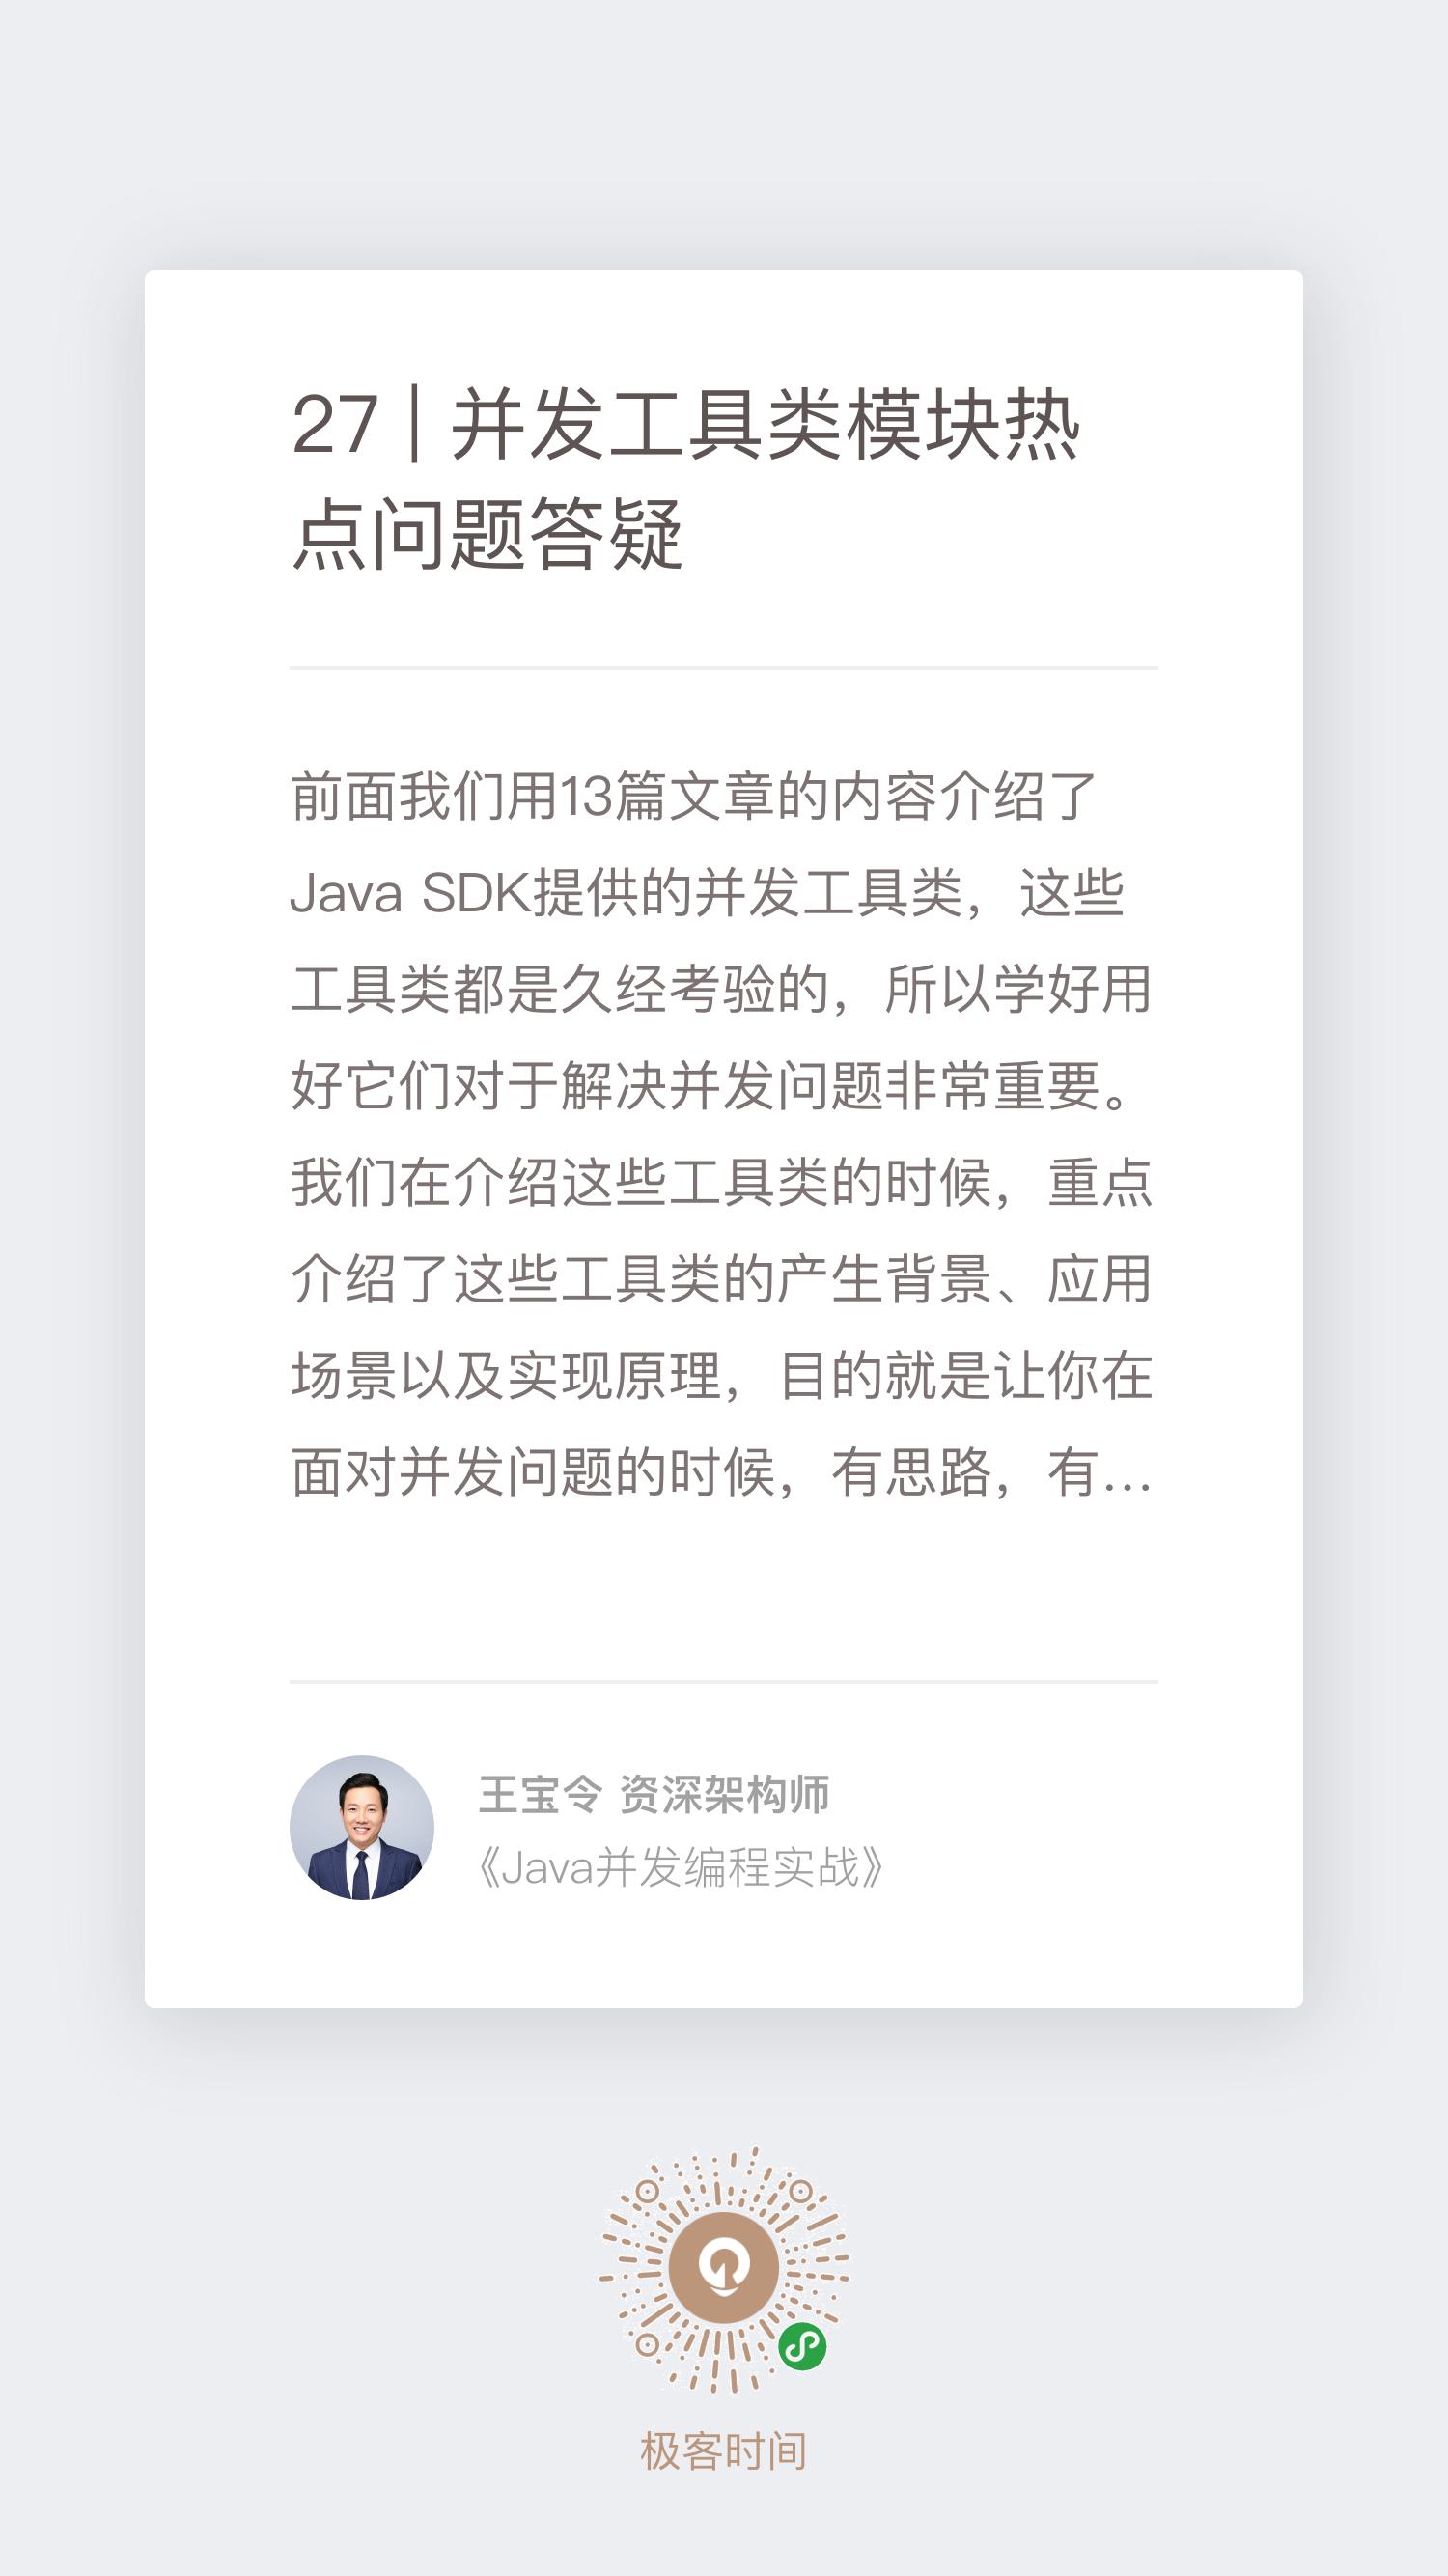 27 | 并发工具类模块热
点问题答疑
前面我们用13篇文章的内容介绍了
Java SDK提供的并发工具类，这些
工具类都是久经考验的，所以学好用
好它们对于解决并发问题非常重要。
我们在介绍这些工具类的时候，重点
介绍了这些工具类的产生背景、应用
场景以及实现原理，目的就是让你在
面对并发问题的时候，有思路，有...
王宝令 资深架构师
《Java并发编程实战》
极客时间